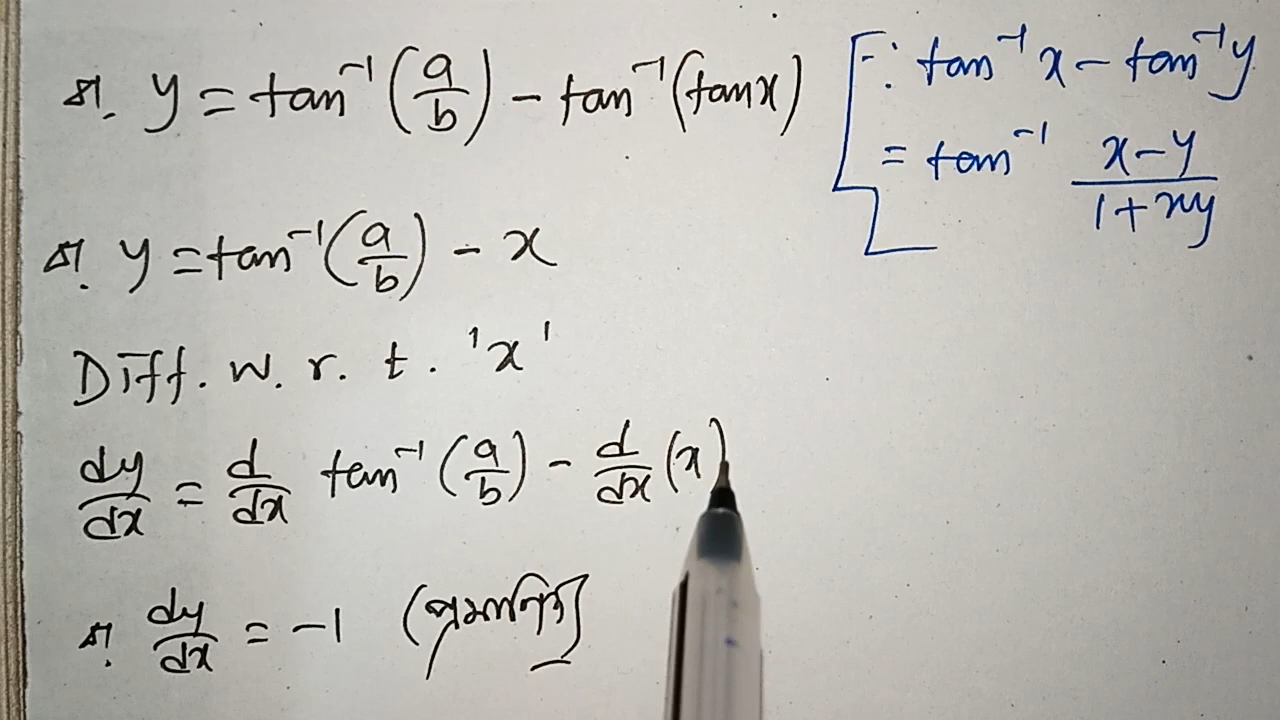 বা. y = tan⁻¹(a/b) - tan⁻¹(tanx)
[∵ tan⁻¹x - tan⁻¹y
= tan⁻¹ x-y/1+xy
বা. y = tan⁻¹(a/b) - x
Diff. w. r. t. 'x'
dy/dx = d/dx tan⁻¹(a/b) - d/dx (x)
বা. dy/dx = -1 (প্রমাণিত)